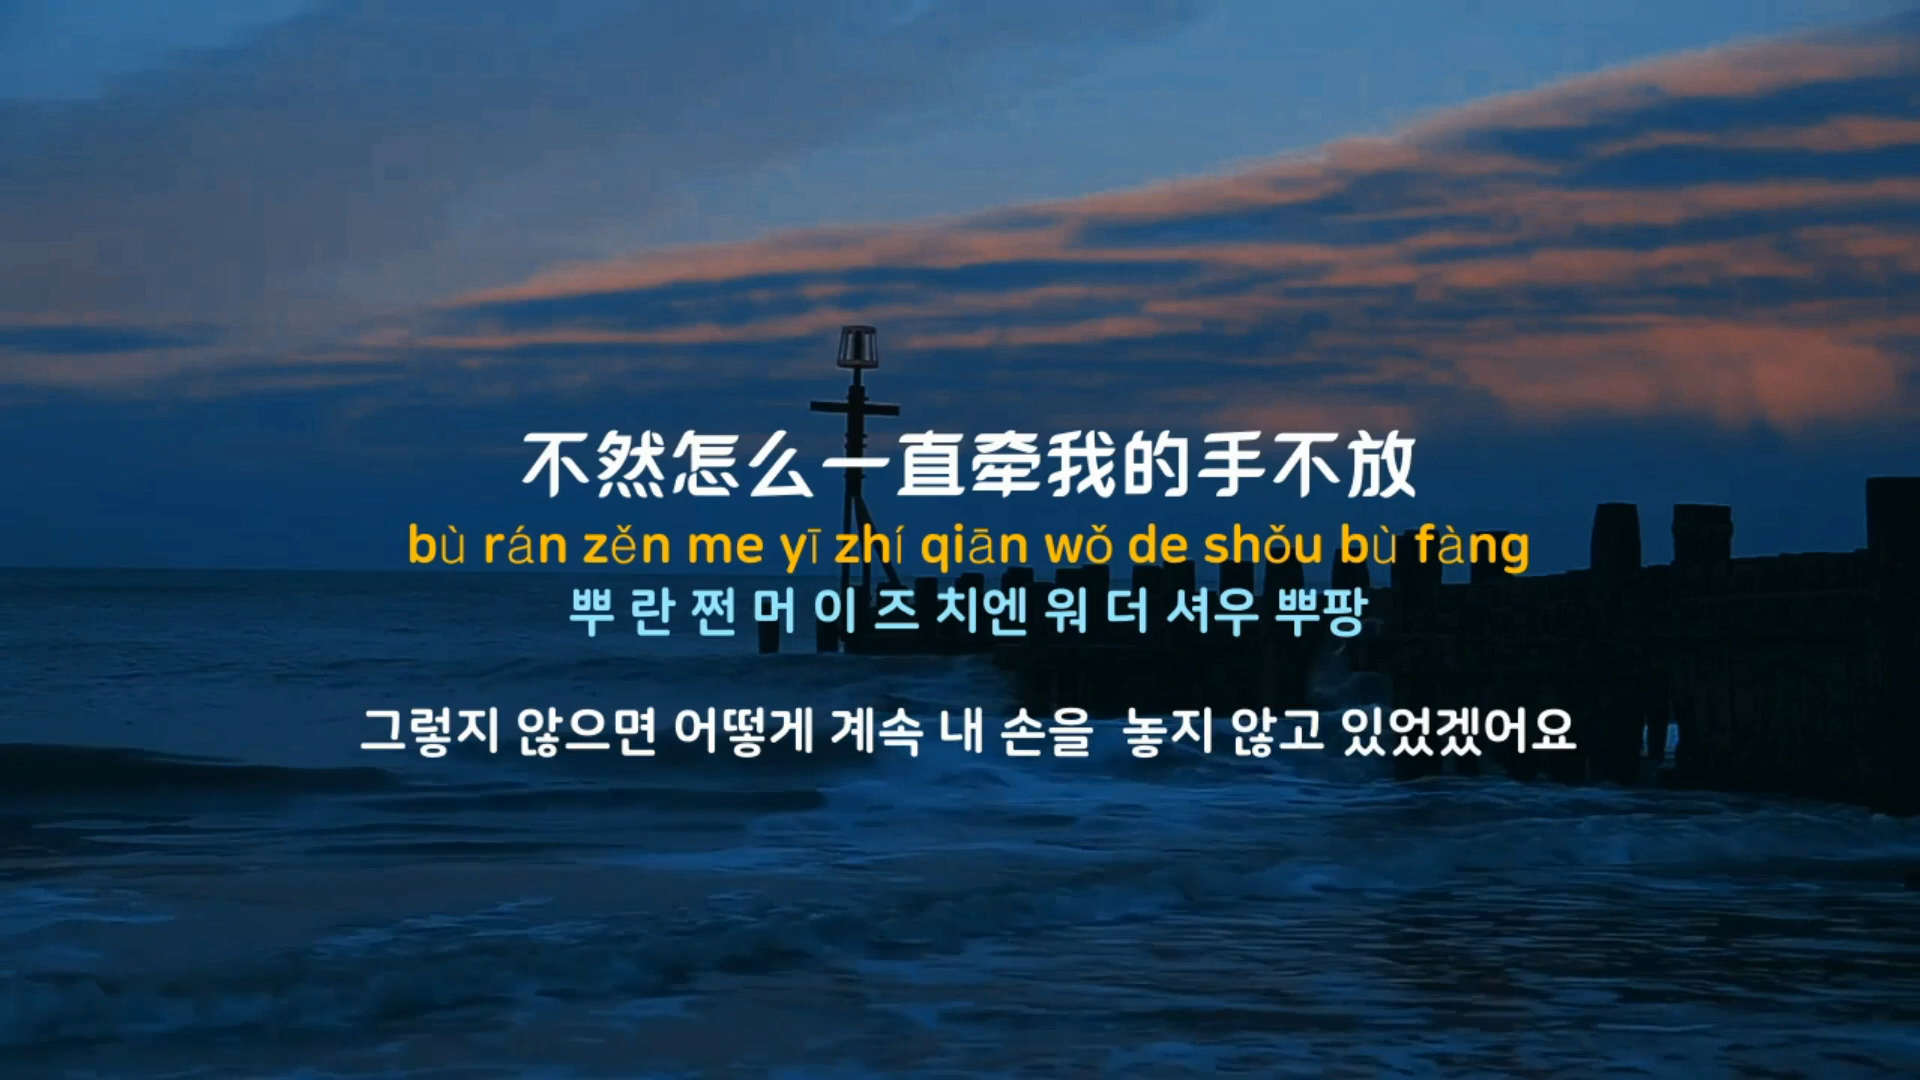 不然怎么一直牵我的手不放
bù rán zěn me yī zhí qiān wǒ de shǒu bù fàng
뿌 란 쩐 머 이 즈 치엔 워 더 셔우 뿌팡
그렇지 않으면 어떻게 계속 내 손을 놓지 않고 있었겠어요